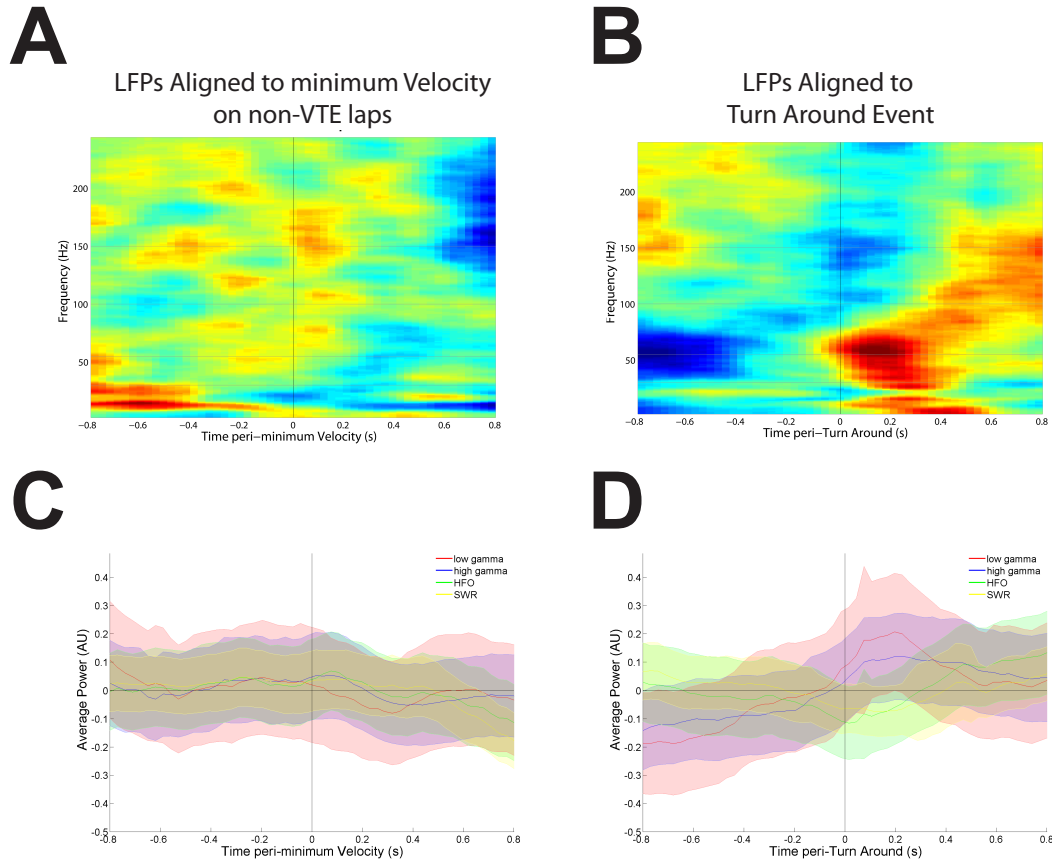 A
LFPs Aligned to minimum Velocity
on non-VTE laps
Frequency (Hz)
200
150
100
50
−0.8 −0.6 −0.4 −0.2 0 0.2 0.4 0.6 0.8
Time peri−minimum Velocity (s)
B
LFPs Aligned to
Turn Around Event
Frequency (Hz)
200
150
100
50
−0.8 −0.6 −0.4 −0.2 0 0.2 0.4 0.6 0.8
Time peri−Turn Around (s)
C
low gamma
high gamma
HFO
SWR
Average Power (AU)
0.4
0.3
0.2
0.1
0
-0.1
-0.2
-0.3
-0.4
-0.5
-0.8 -0.6 -0.4 -0.2 0 0.2 0.4 0.6 0.8
Time peri-minimum Velocity (s)
D
low gamma
high gamma
HFO
SWR
Average Power (AU)
0.4
0.3
0.2
0.1
0
-0.1
-0.2
-0.3
-0.4
-0.5
-0.8 -0.6 -0.4 -0.2 0 0.2 0.4 0.6 0.8
Time peri-Turn Around (s)